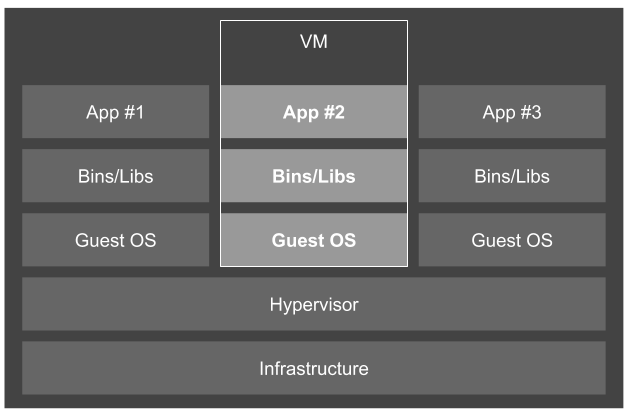 VM
App #1
App #2
App #3
Bins/Libs
Bins/Libs
Bins/Libs
Guest OS
Guest OS
Guest OS
Hypervisor
Infrastructure